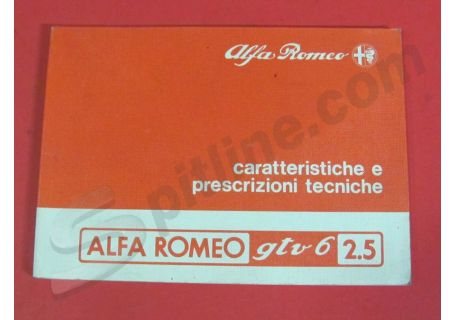 Alfa Romeo
Spitline.com
caratteristiche e
prescrizioni tecniche
ALFA ROMEO gtv 6 2.5